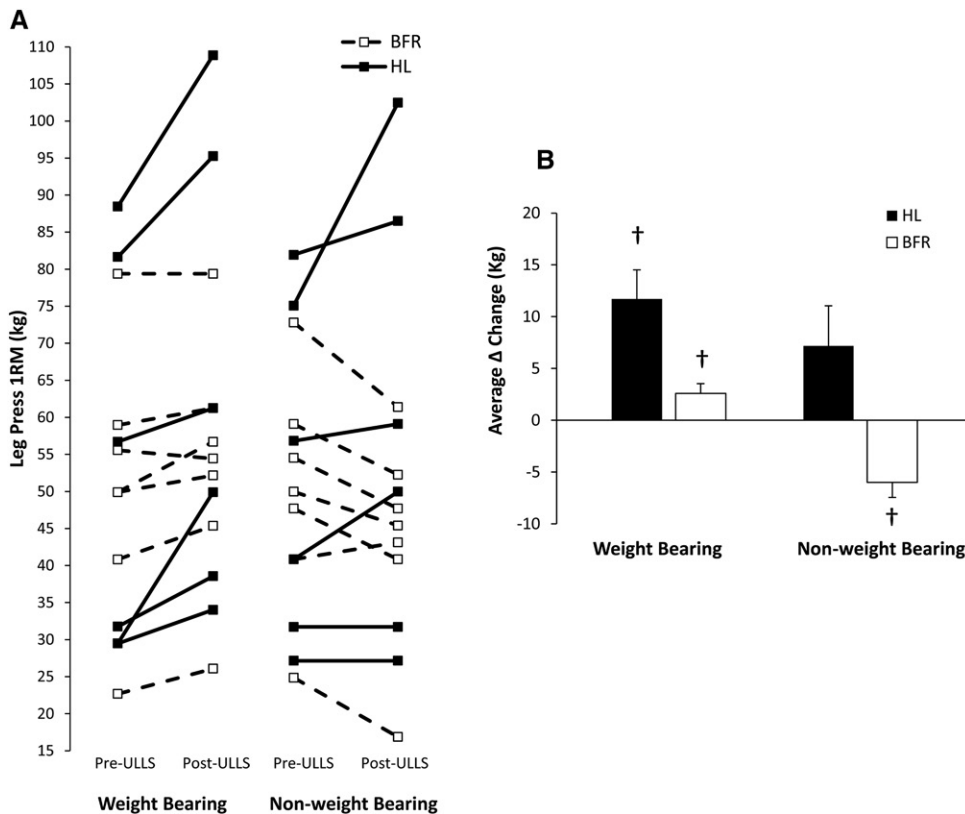 A
BFR
HL
Leg Press 1RM (kg)
110
105
100
95
90
85
80
75
70
65
60
55
50
45
40
35
30
25
20
15
Pre-ULLS Post-ULLS Pre-ULLS Post-ULLS
Weight Bearing Non-weight Bearing
B
HL
BFR
Average Δ Change (Kg)
20
15
10
5
0
-5
-10
† † †
Weight Bearing Non-weight Bearing